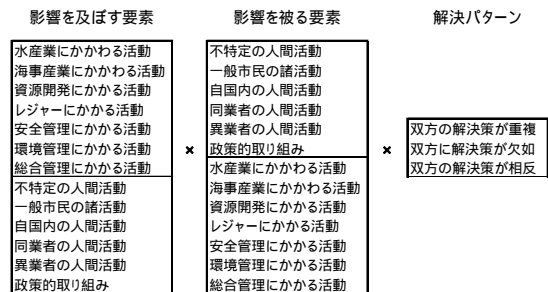 影響を及ぼす要素
影響を被る要素
解決パターン
水産業にかかわる活動
海事産業にかかわる活動
資源開発にかかる活動
レジャーにかかる活動
安全管理にかかる活動
環境管理にかかる活動
総合管理にかかる活動
不特定の人間活動
一般市民の諸活動
自国内の人間活動
同業者の人間活動
異業者の人間活動
政策的取り組み
×
不特定の人間活動
一般市民の諸活動
自国内の人間活動
同業者の人間活動
異業者の人間活動
政策的取り組み
水産業にかかわる活動
海事産業にかかわる活動
資源開発にかかる活動
レジャーにかかる活動
安全管理にかかる活動
環境管理にかかる活動
総合管理にかかる活動
×
双方の解決策が重複
双方に解決策が欠如
双方の解決策が相反